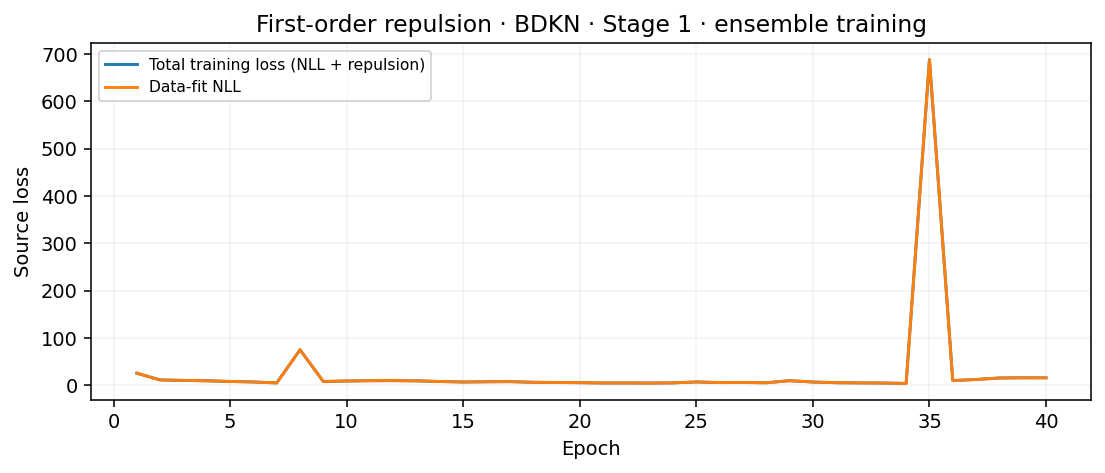 First-order repulsion · BDKN · Stage 1 · ensemble training
Total training loss (NLL + repulsion)
Data-fit NLL
Source loss
700
600
500
400
300
200
100
0
0 5 10 15 20 25 30 35 40
Epoch